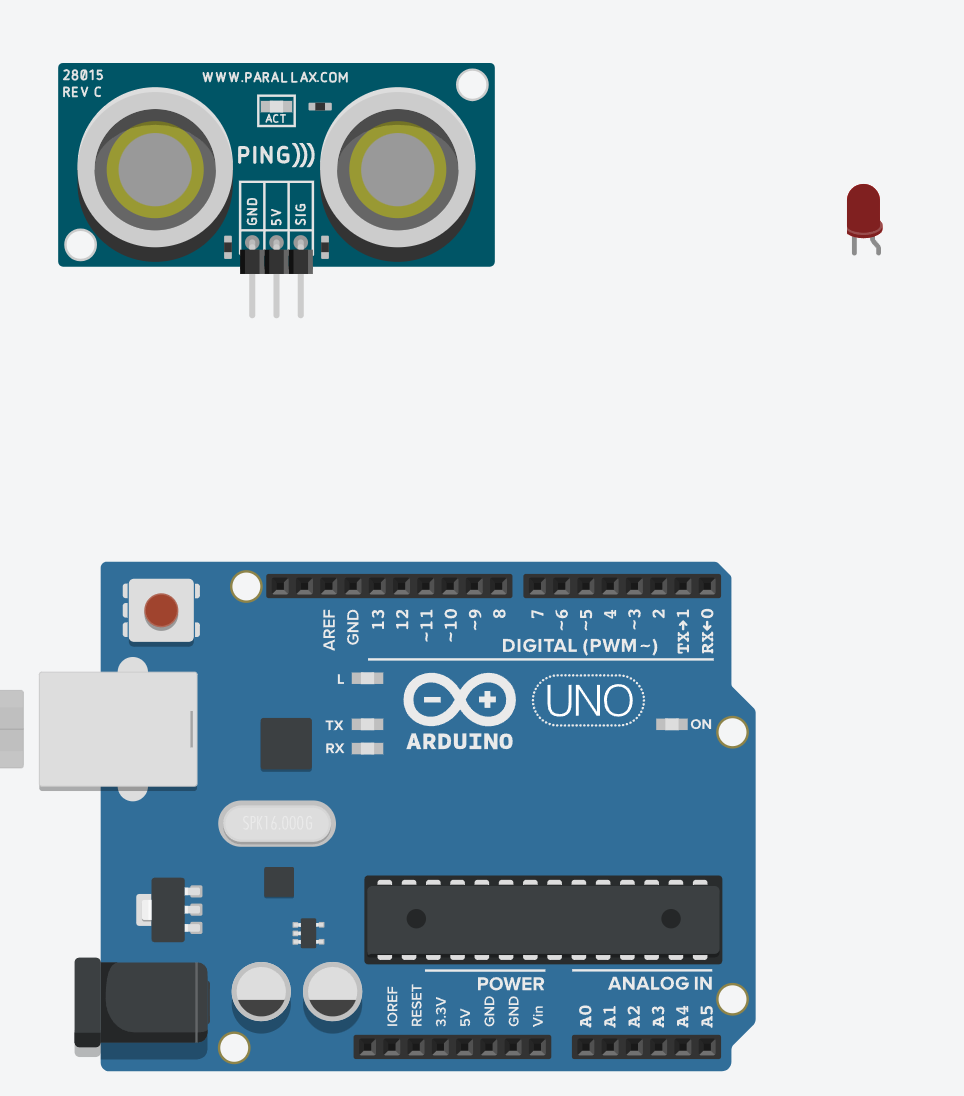 28015
REV C
WWW.PARALLAX.COM
ACT
PING)))
GND
5V
SIG
AREF
GND
13
12
~11
~10
~9
8
7
~6
~5
4
~3
2
TX→1
RX←0
DIGITAL (PWM~)
L
TX
RX
ARDUINO
UNO
ON
SPK16.000G
POWER
ANALOG IN
IOREF
RESET
3.3V
5V
GND
GND
Vin
A0
A1
A2
A3
A4
A5